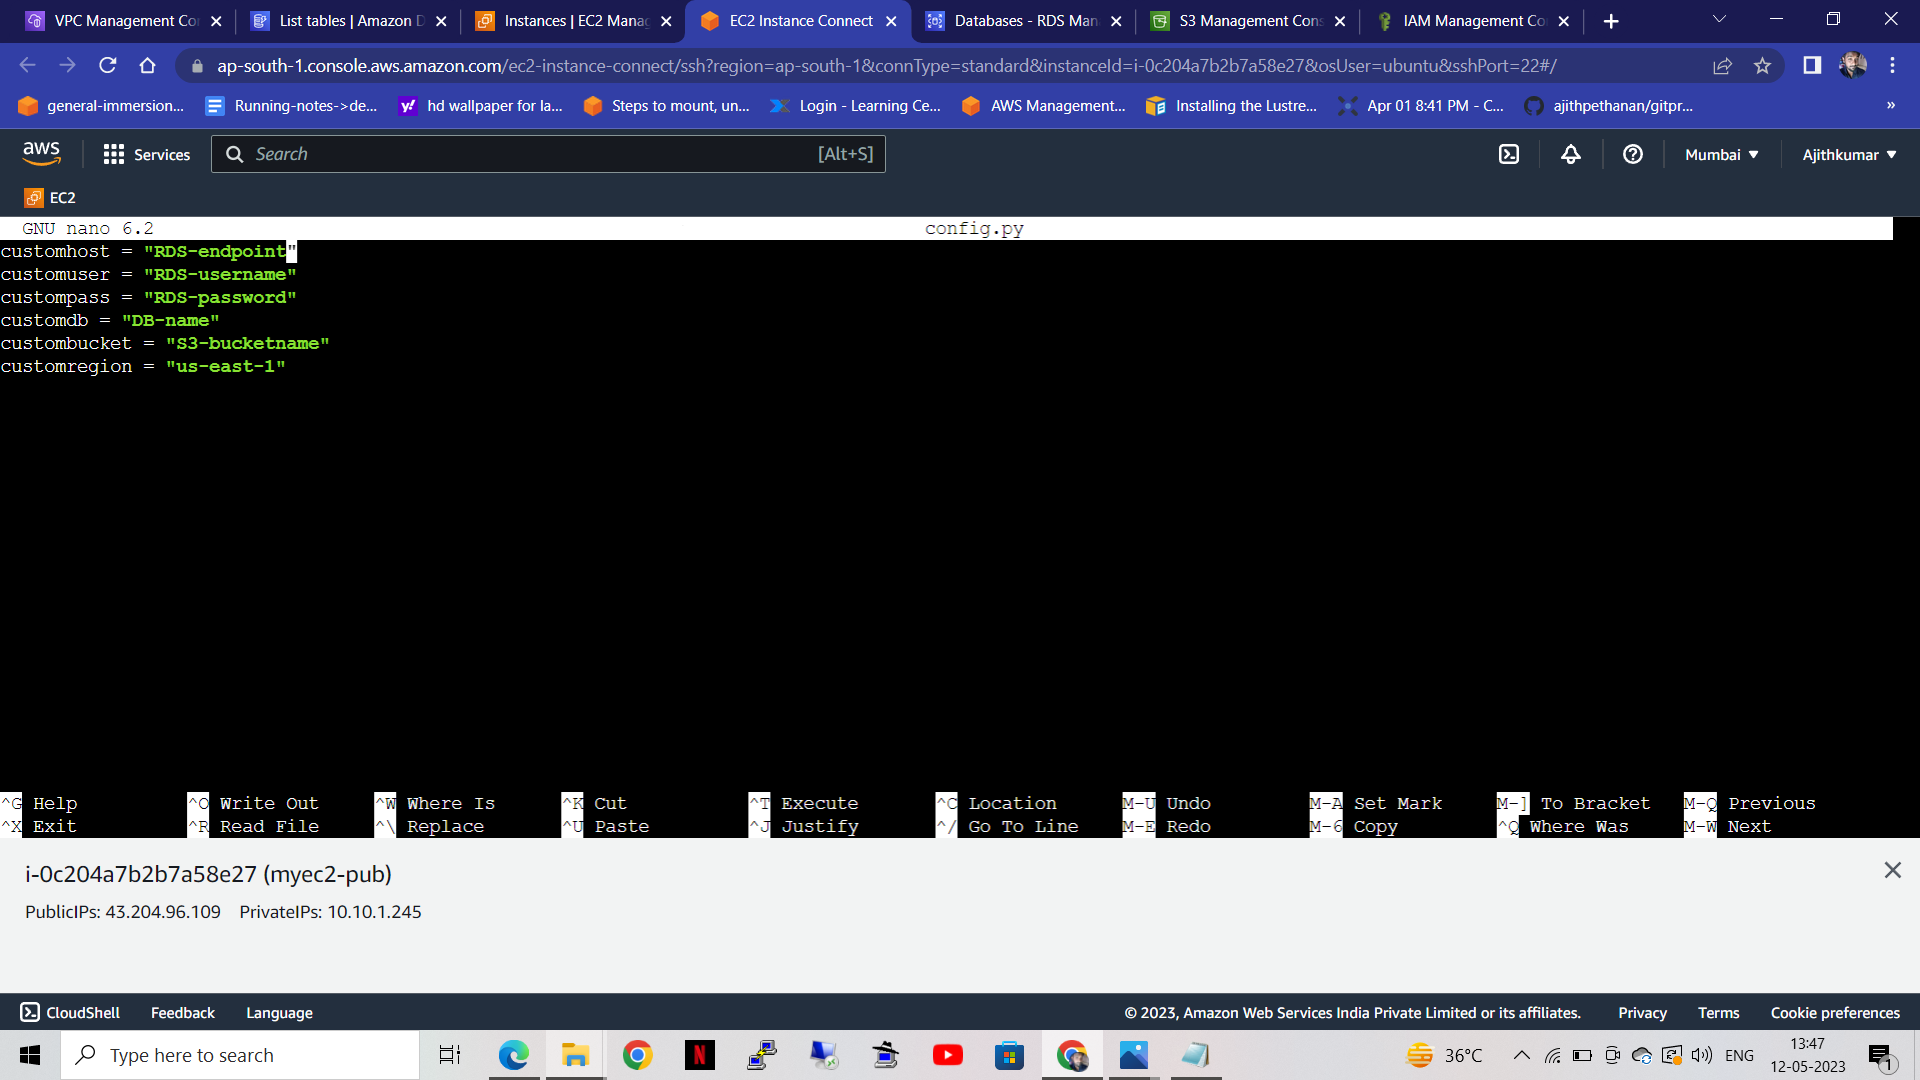 VPC Management Co
List tables | Amazon D
Instances | EC2 Manag
EC2 Instance Connect
Databases - RDS Man
S3 Management Cons
IAM Management Co
ap-south-1.console.aws.amazon.com/ec2-instance-connect/ssh?region=ap-south-1&connType=standard&instanceId=i-0c204a7b2b7a58e27&osUser=ubuntu&sshPort=22#/
general-immersion...
Running-notes->de...
hd wallpaper for la...
Steps to mount, un...
Login - Learning Ce...
AWS Management...
Installing the Lustre...
Apr 01 8:41 PM - C...
ajithpethanan/gitpr...
»
aws
Services
Search
[Alt+S]
Mumbai
Ajithkumar
EC2
GNU nano 6.2 config.py
customhost = "RDS-endpoint"
customuser = "RDS-username"
custompass = "RDS-password"
customdb = "DB-name"
custombucket = "S3-bucketname"
customregion = "us-east-1"
^G Help ^O Write Out ^W Where Is ^K Cut ^T Execute ^C Location M-U Undo M-A Set Mark M-] To Bracket M-Q Previous
^X Exit ^R Read File ^\ Replace ^U Paste ^J Justify ^/ Go To Line M-E Redo M-6 Copy ^Q Where Was M-W Next
i-0c204a7b2b7a58e27 (myec2-pub)
PublicIPs: 43.204.96.109 PrivateIPs: 10.10.1.245
CloudShell Feedback Language © 2023, Amazon Web Services India Private Limited or its affiliates. Privacy Terms Cookie preferences
Type here to search
36°C
ENG
13:47
12-05-2023
1